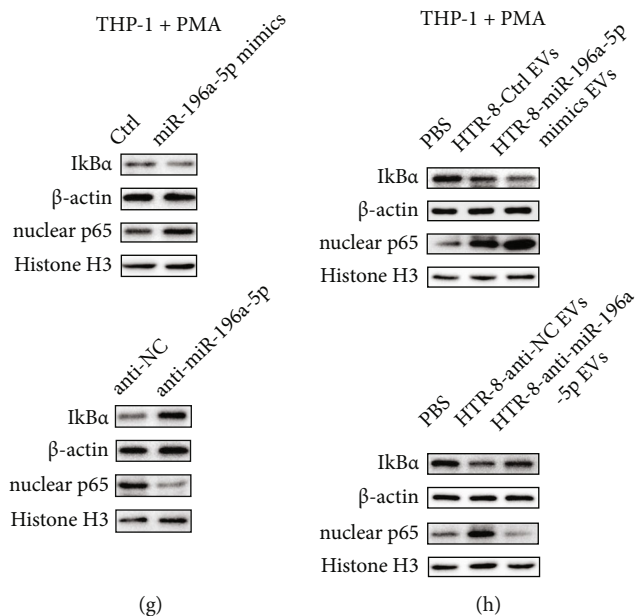 THP-1 + PMA
Ctrl
miR-196a-5p mimics
IkBα
β-actin
nuclear p65
Histone H3
anti-NC
anti-miR-196a-5p
IkBα
β-actin
nuclear p65
Histone H3
(g)
THP-1 + PMA
PBS
HTR-8-Ctrl EVs
HTR-8-miR-196a-5p
mimics EVs
IkBα
β-actin
nuclear p65
Histone H3
PBS
HTR-8-anti-NC EVs
HTR-8-anti-miR-196a
-5p EVs
IkBα
β-actin
nuclear p65
Histone H3
(h)